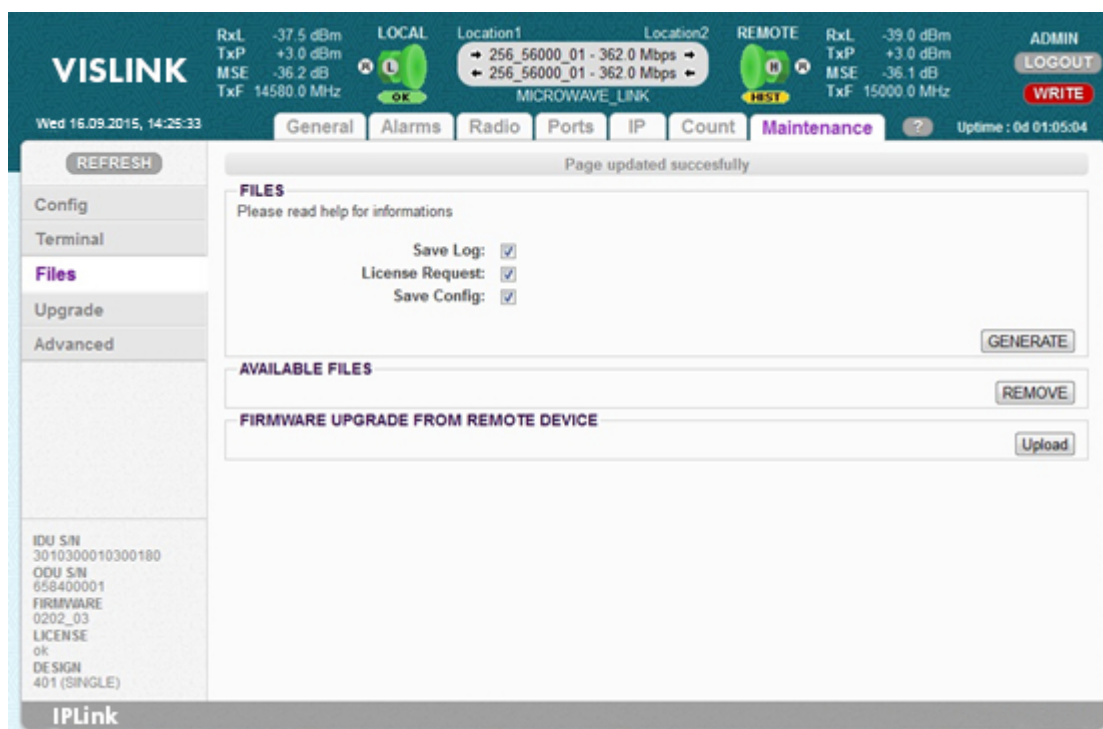 VISLINK
RxL -37.5 dBm
TxP +3.0 dBm
MSE -36.2 dB
TxF 14580.0 MHz
LOCAL
L
OK
Location1 Location2
→ 256_56000_01 - 362.0 Mbps →
← 256_56000_01 - 362.0 Mbps ←
MICROWAVE_LINK
REMOTE
H
HIST
RxL -39.0 dBm
TxP +3.0 dBm
MSE -36.1 dB
TxF 15000.0 MHz
ADMIN
LOGOUT
WRITE
Wed 16.09.2015, 14:25:33
General Alarms Radio Ports IP Count Maintenance ? Uptime : 0d 01:05:04
REFRESH
Config
Terminal
Files
Upgrade
Advanced
Page updated succesfully
FILES
Please read help for informations
Save Log:
License Request:
Save Config:
GENERATE
AVAILABLE FILES
REMOVE
FIRMWARE UPGRADE FROM REMOTE DEVICE
Upload
IDU S/N
3010300010300180
ODU S/N
658400001
FIRMWARE
0202_03
LICENSE
ok
DESIGN
401 (SINGLE)
IPLink